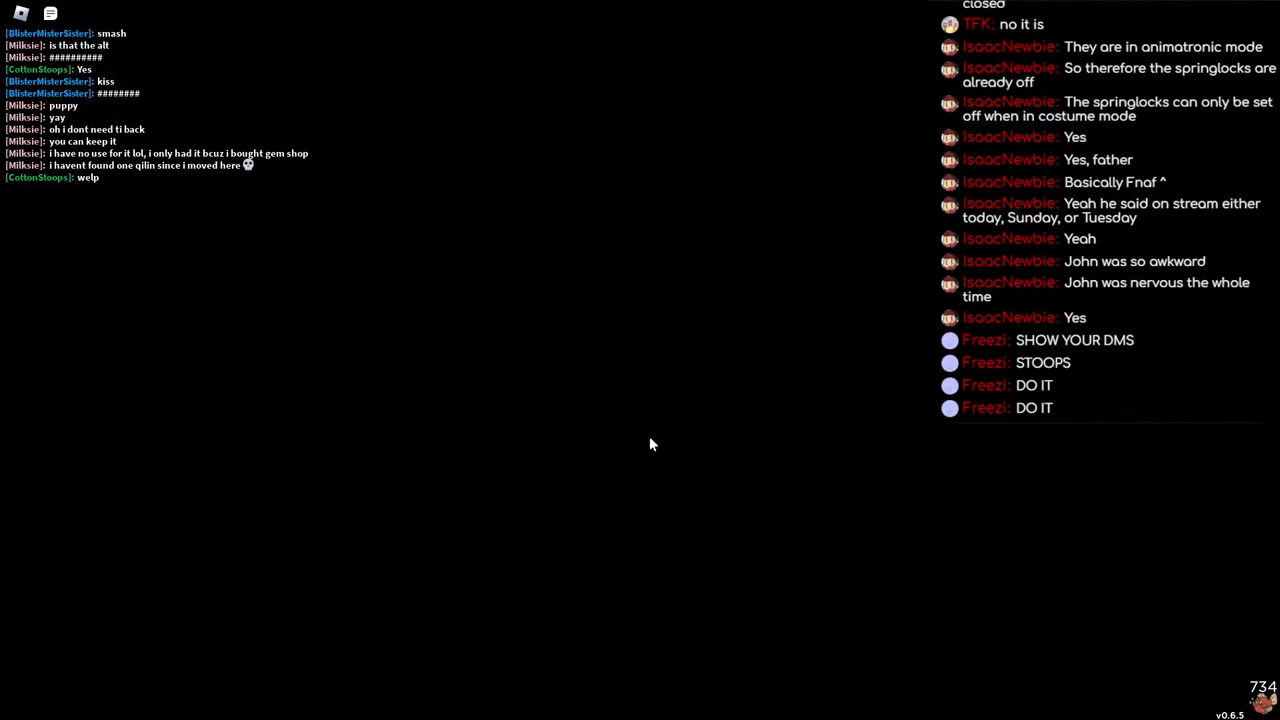 [BlisterMisterSister]: smash
[Milksie]: is that the alt
[Milksie]: ##########
[CottonStoops]: Yes
[BlisterMisterSister]: kiss
[BlisterMisterSister]: ########
[Milksie]: puppy
[Milksie]: yay
[Milksie]: oh i dont need ti back
[Milksie]: you can keep it
[Milksie]: i have no use for it lol, i only had it bcuz i bought gem shop
[Milksie]: i havent found one qilin since i moved here💀
[CottonStoops]: welp
closed
TFK: no it is
IsaacNewbie: They are in animatronic mode
IsaacNewbie: So therefore the springlocks are
already off
IsaacNewbie: The springlocks can only be set
off when in costume mode
IsaacNewbie: Yes
IsaacNewbie: Yes, father
IsaacNewbie: Basically Fnaf ^
IsaacNewbie: Yeah he said on stream either
today, Sunday, or Tuesday
IsaacNewbie: Yeah
IsaacNewbie: John was so awkward
IsaacNewbie: John was nervous the whole
time
IsaacNewbie: Yes
Freezi: SHOW YOUR DMS
Freezi: STOOPS
Freezi: DO IT
Freezi: DO IT
734
v0.6.5